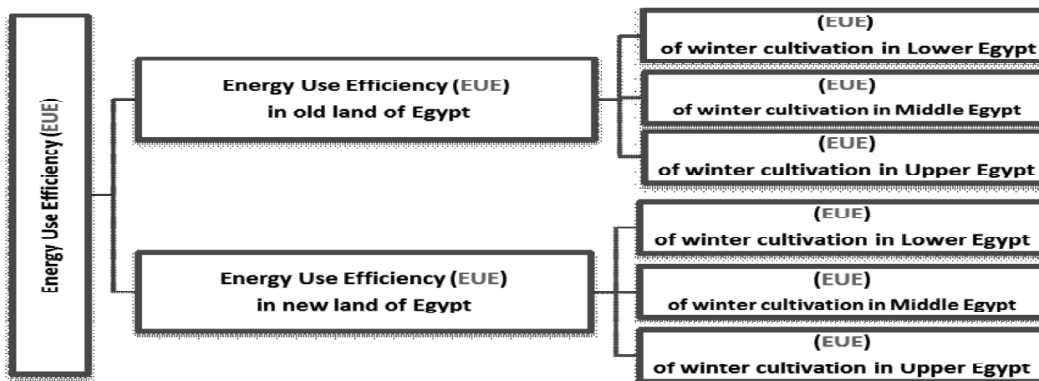 Energy Use Efficiency (EUE)
Energy Use Efficiency (EUE)
in old land of Egypt
(EUE)
of winter cultivation in Lower Egypt
(EUE)
of winter cultivation in Middle Egypt
(EUE)
of winter cultivation in Upper Egypt
Energy Use Efficiency (EUE)
in new land of Egypt
(EUE)
of winter cultivation in Lower Egypt
(EUE)
of winter cultivation in Middle Egypt
(EUE)
of winter cultivation in Upper Egypt